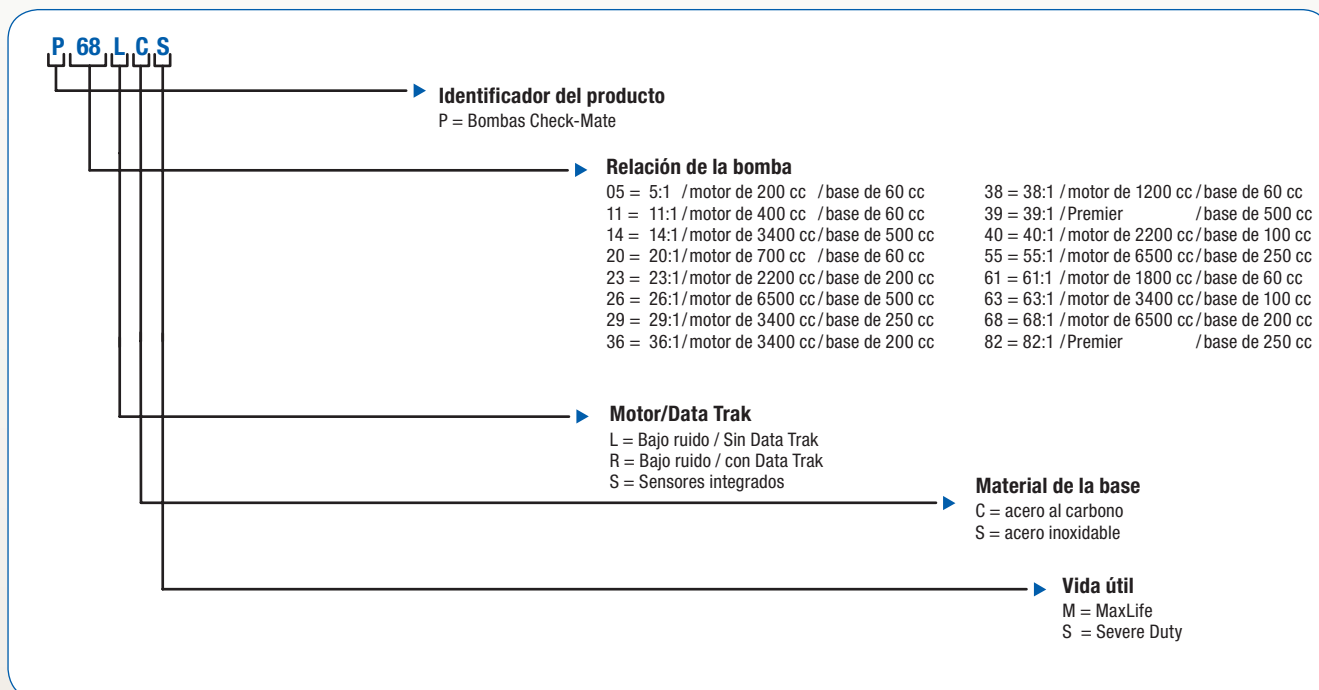 P 68 L C S
Identificador del producto
P = Bombas Check-Mate
Relación de la bomba
05 = 5:1 /motor de 200 cc /base de 60 cc
11 = 11:1/motor de 400 cc /base de 60 cc
14 = 14:1/motor de 3400 cc/base de 500 cc
20 = 20:1/motor de 700 cc /base de 60 cc
23 = 23:1/motor de 2200 cc/base de 200 cc
26 = 26:1/motor de 6500 cc/base de 500 cc
29 = 29:1/motor de 3400 cc/base de 250 cc
36 = 36:1/motor de 3400 cc/base de 200 cc
38 = 38:1 /motor de 1200 cc/base de 60 cc
39 = 39:1 /Premier /base de 500 cc
40 = 40:1 /motor de 2200 cc/base de 100 cc
55 = 55:1 /motor de 6500 cc/base de 250 cc
61 = 61:1 /motor de 1800 cc/base de 60 cc
63 = 63:1 /motor de 3400 cc/base de 100 cc
68 = 68:1 /motor de 6500 cc/base de 200 cc
82 = 82:1 /Premier /base de 250 cc
Motor/Data Trak
L = Bajo ruido / Sin Data Trak
R = Bajo ruido / con Data Trak
S = Sensores integrados
Material de la base
C = acero al carbono
S = acero inoxidable
Vida útil
M = MaxLife
S = Severe Duty